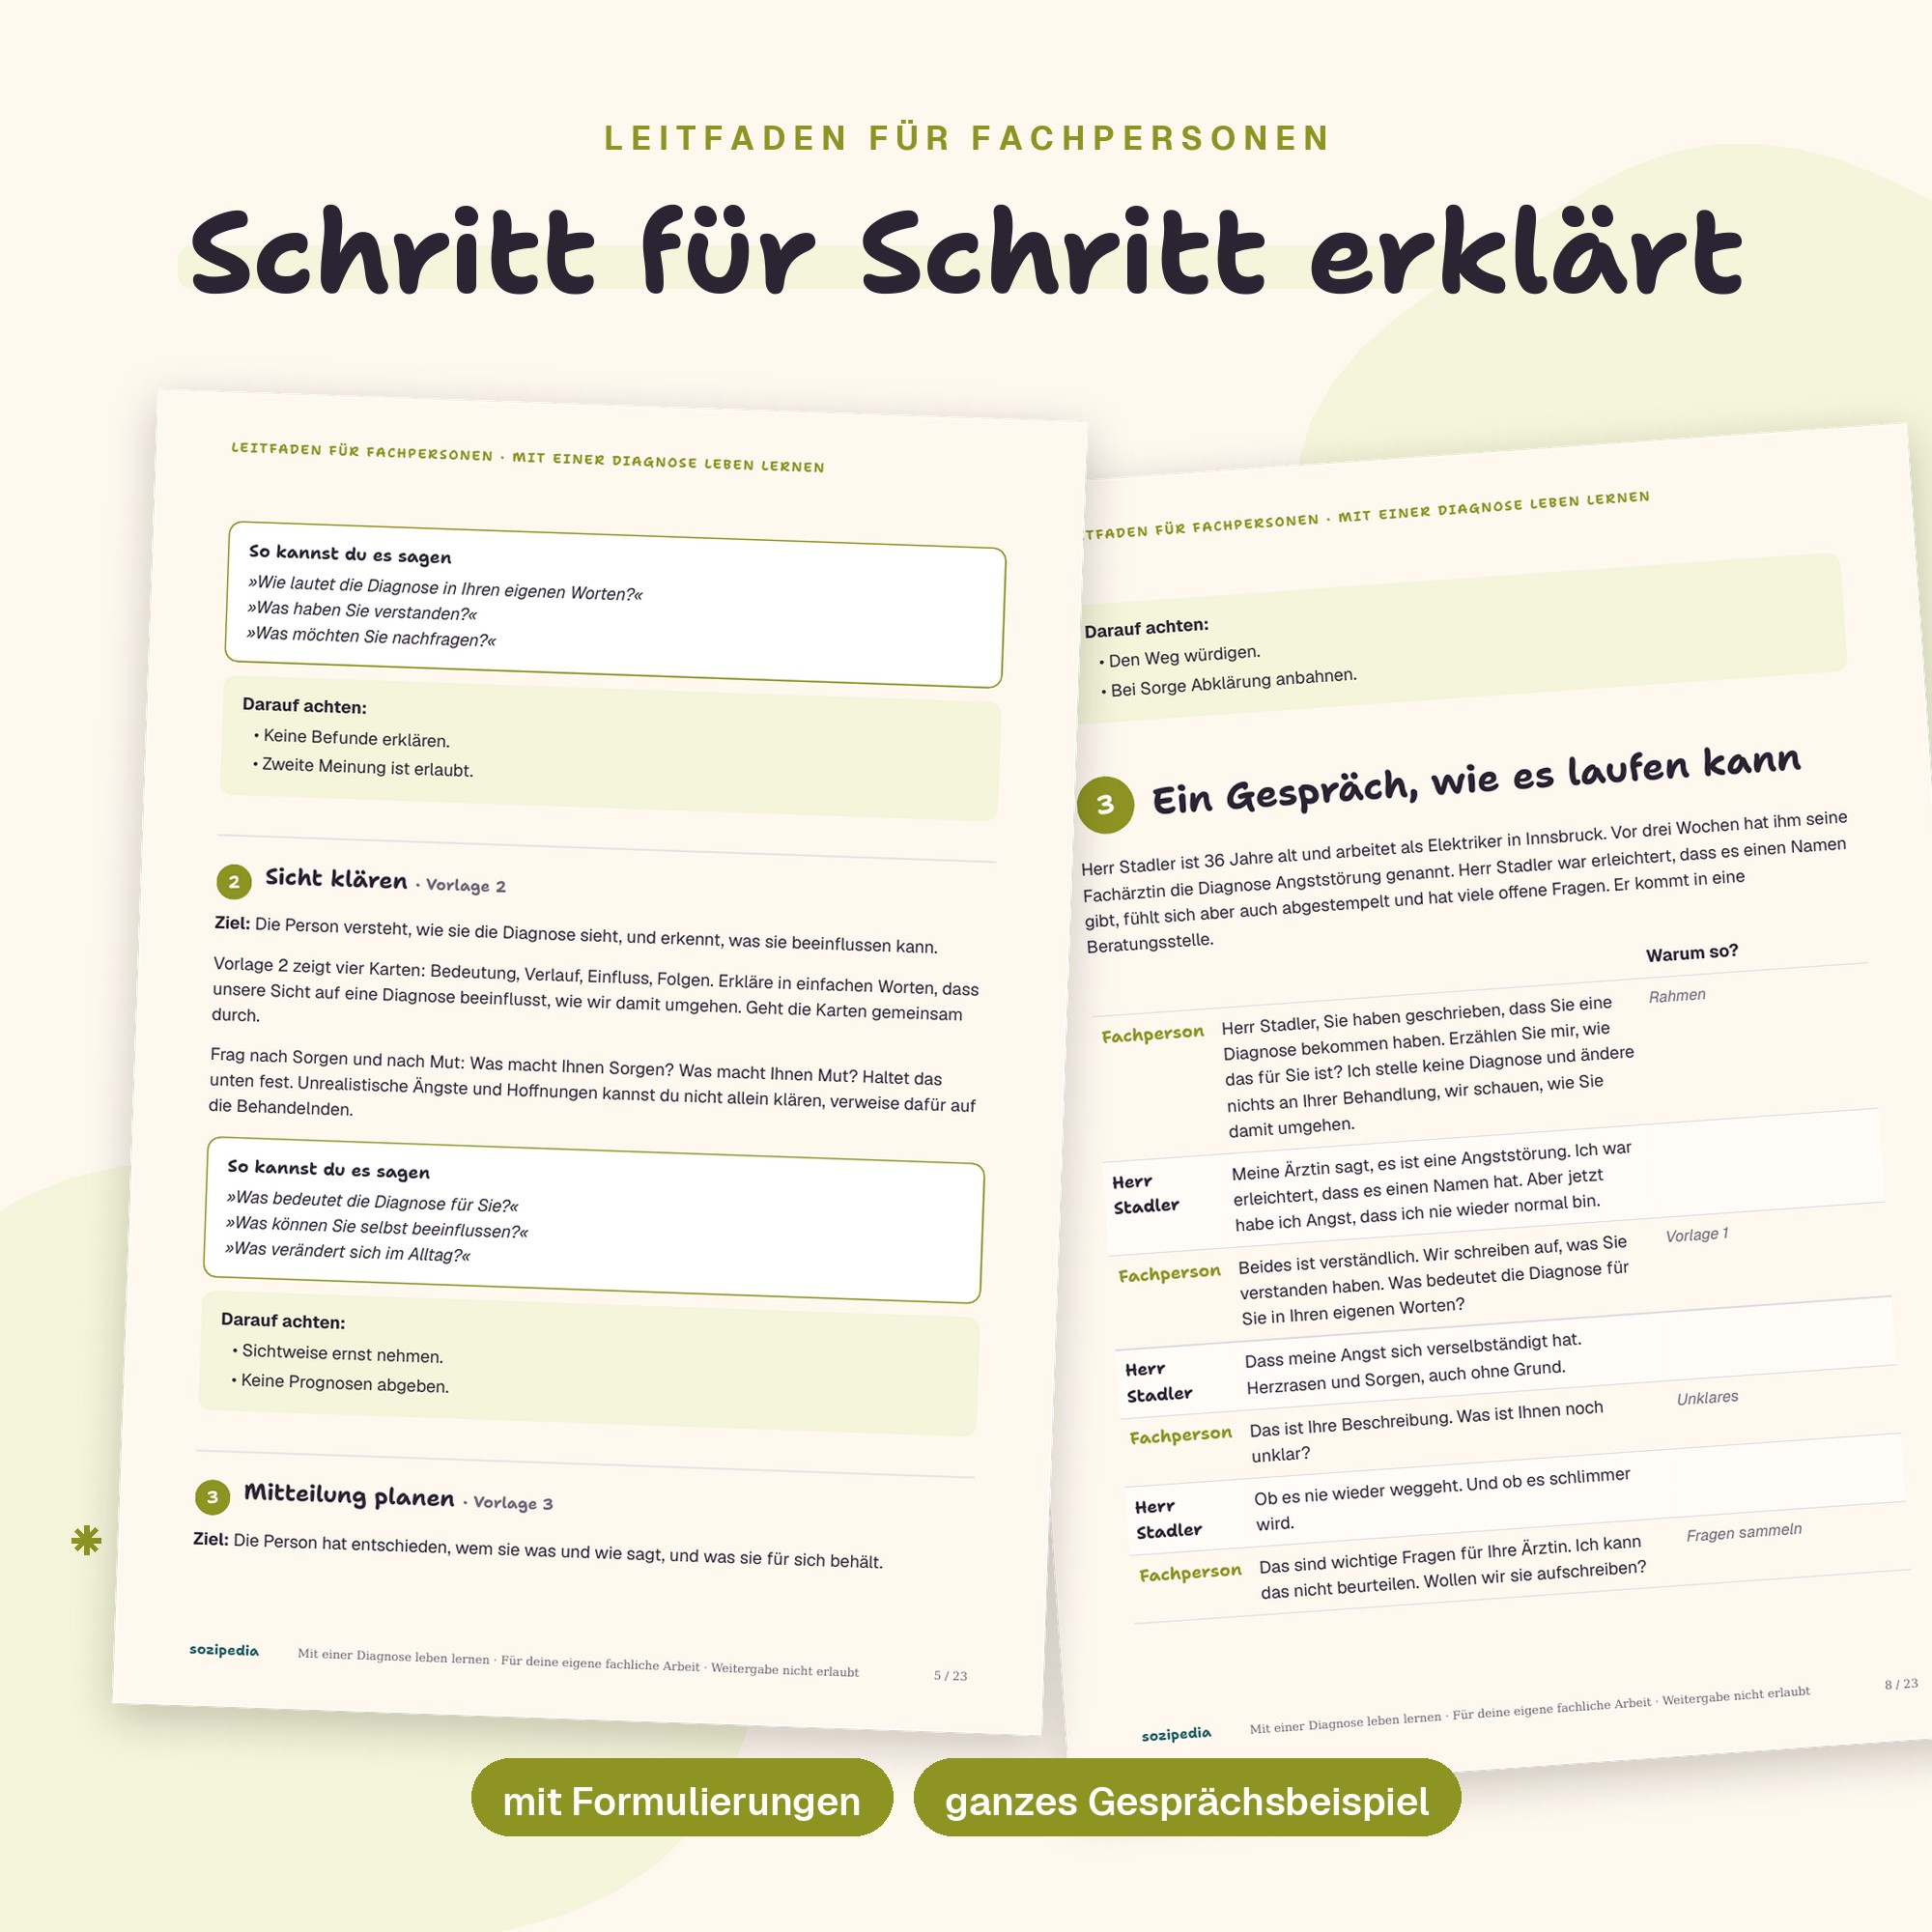 LEITFADEN FÜR FACHPERSONEN
Schritt für Schritt erklärt
LEITFADEN FÜR FACHPERSONEN · MIT EINER DIAGNOSE LEBEN LERNEN
So kannst du es sagen
»Wie lautet die Diagnose in Ihren eigenen Worten?«
»Was haben Sie verstanden?«
»Was möchten Sie nachfragen?«
Darauf achten:
• Keine Befunde erklären.
• Zweite Meinung ist erlaubt.
2 Sicht klären · Vorlage 2
Ziel: Die Person versteht, wie sie die Diagnose sieht, und erkennt, was sie beeinflussen kann.
Vorlage 2 zeigt vier Karten: Bedeutung, Verlauf, Einfluss, Folgen. Erkläre in einfachen Worten, dass
unsere Sicht auf eine Diagnose beeinflusst, wie wir damit umgehen. Geht die Karten gemeinsam
durch.
Frag nach Sorgen und nach Mut: Was macht Ihnen Sorgen? Was macht Ihnen Mut? Haltet das
unten fest. Unrealistische Ängste und Hoffnungen kannst du nicht allein klären, verweise dafür auf
die Behandelnden.
So kannst du es sagen
»Was bedeutet die Diagnose für Sie?«
»Was können Sie selbst beeinflussen?«
»Was verändert sich im Alltag?«
Darauf achten:
• Sichtweise ernst nehmen.
• Keine Prognosen abgeben.
3 Mitteilung planen · Vorlage 3
Ziel: Die Person hat entschieden, wem sie was und wie sagt, und was sie für sich behält.
sozipedia Mit einer Diagnose leben lernen · Für deine eigene fachliche Arbeit · Weitergabe nicht erlaubt 5 / 23
TFADEN FÜR FACHPERSONEN · MIT EINER DIAGNOSE LEBEN LERNEN
Darauf achten:
• Den Weg würdigen.
• Bei Sorge Abklärung anbahnen.
3 Ein Gespräch, wie es laufen kann
Herr Stadler ist 36 Jahre alt und arbeitet als Elektriker in Innsbruck. Vor drei Wochen hat ihm seine
Fachärztin die Diagnose Angststörung genannt. Herr Stadler war erleichtert, dass es einen Namen
gibt, fühlt sich aber auch abgestempelt und hat viele offene Fragen. Er kommt in eine
Beratungsstelle.
Warum so?
Fachperson Herr Stadler, Sie haben geschrieben, dass Sie eine Rahmen
Diagnose bekommen haben. Erzählen Sie mir, wie
das für Sie ist? Ich stelle keine Diagnose und ändere
nichts an Ihrer Behandlung, wir schauen, wie Sie
damit umgehen.
Herr Meine Ärztin sagt, es ist eine Angststörung. Ich war
Stadler erleichtert, dass es einen Namen hat. Aber jetzt
habe ich Angst, dass ich nie wieder normal bin.
Fachperson Beides ist verständlich. Wir schreiben auf, was Sie Vorlage 1
verstanden haben. Was bedeutet die Diagnose für
Sie in Ihren eigenen Worten?
Herr Dass meine Angst sich verselbständigt hat.
Stadler Herzrasen und Sorgen, auch ohne Grund.
Fachperson Das ist Ihre Beschreibung. Was ist Ihnen noch Unklares
unklar?
Herr Ob es nie wieder weggeht. Und ob es schlimmer
Stadler wird.
Fachperson Das sind wichtige Fragen für Ihre Ärztin. Ich kann Fragen sammeln
das nicht beurteilen. Wollen wir sie aufschreiben?
sozipedia Mit einer Diagnose leben lernen · Für deine eigene fachliche Arbeit · Weitergabe nicht erlaubt 8 / 23
mit Formulierungen
ganzes Gesprächsbeispiel